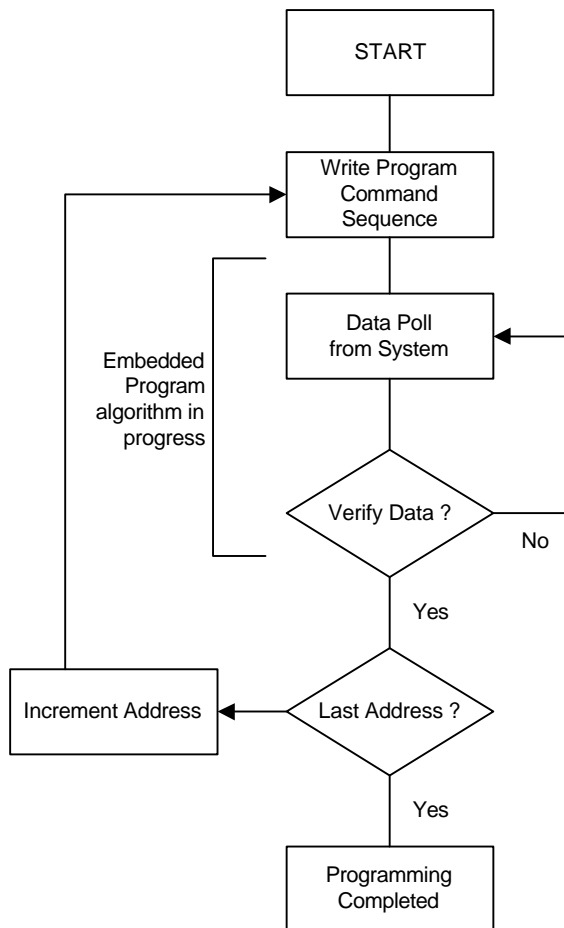 START
Write Program
Command
Sequence
Data Poll
from System
Embedded
Program
algorithm in
progress
Verify Data ?
No
Yes
Increment Address
Last Address ?
Yes
Programming
Completed